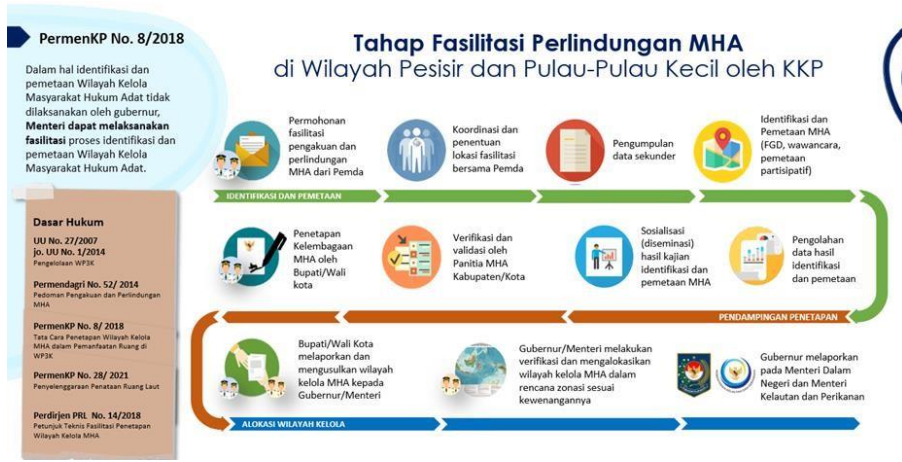 PermenKP No. 8/2018
Dalam hal identifikasi dan
pemetaan Wilayah Kelola
Masyarakat Hukum Adat tidak
dilaksanakan oleh gubernur,
Menteri dapat melaksanakan
fasilitasi proses identifikasi dan
pemetaan Wilayah Kelola
Masyarakat Hukum Adat.
Dasar Hukum
UU No. 27/2007
jo. UU No. 1/2014
Pengelolaan WP3K
Permendagri No. 52/ 2014
Pedoman Pengakuan dan Perlindungan
MHA
PermenKP No. 8/ 2018
Tata Cara Penetapan Wilayah Kelola
MHA dalam Pemanfaatan Ruang di
WP3K
PermenKP No. 28/ 2021
Penyelenggaraan Penataan Ruang Laut
Perdirjen PRL No. 14/2018
Petunjuk Teknis Fasilitasi Penetapan
Wilayah Kelola MHA
Tahap Fasilitasi Perlindungan MHA
di Wilayah Pesisir dan Pulau-Pulau Kecil oleh KKP
Permohonan
fasilitasi
pengakuan dan
perlindungan
MHA dari Pemda
Koordinasi dan
penentuan
lokasi fasilitasi
bersama Pemda
Pengumpulan
data sekunder
Identifikasi dan
Pemetaan MHA
(FGD, wawancara,
pemetaan
partisipatif)
IDENTIFIKASI DAN PEMETAAN
Penetapan
Kelembagaan
MHA oleh
Bupati/Wali
kota
Verifikasi dan
validasi oleh
Panitia MHA
Kabupaten/Kota
Sosialisasi
(diseminasi)
hasil kajian
identifikasi dan
pemetaan MHA
Pengolahan
data hasil
identifikasi
dan pemetaan
PENDAMPINGAN PENETAPAN
Bupati/Wali Kota
melaporkan dan
mengusulkan wilayah
kelola MHA kepada
Gubernur/Menteri
Gubernur/Menteri melakukan
verifikasi dan mengalokasikan
wilayah kelola MHA dalam
rencana zonasi sesuai
kewenangannya
Gubernur melaporkan
pada Menteri Dalam
Negeri dan Menteri
Kelautan dan Perikanan
ALOKASI WILAYAH KELOLA